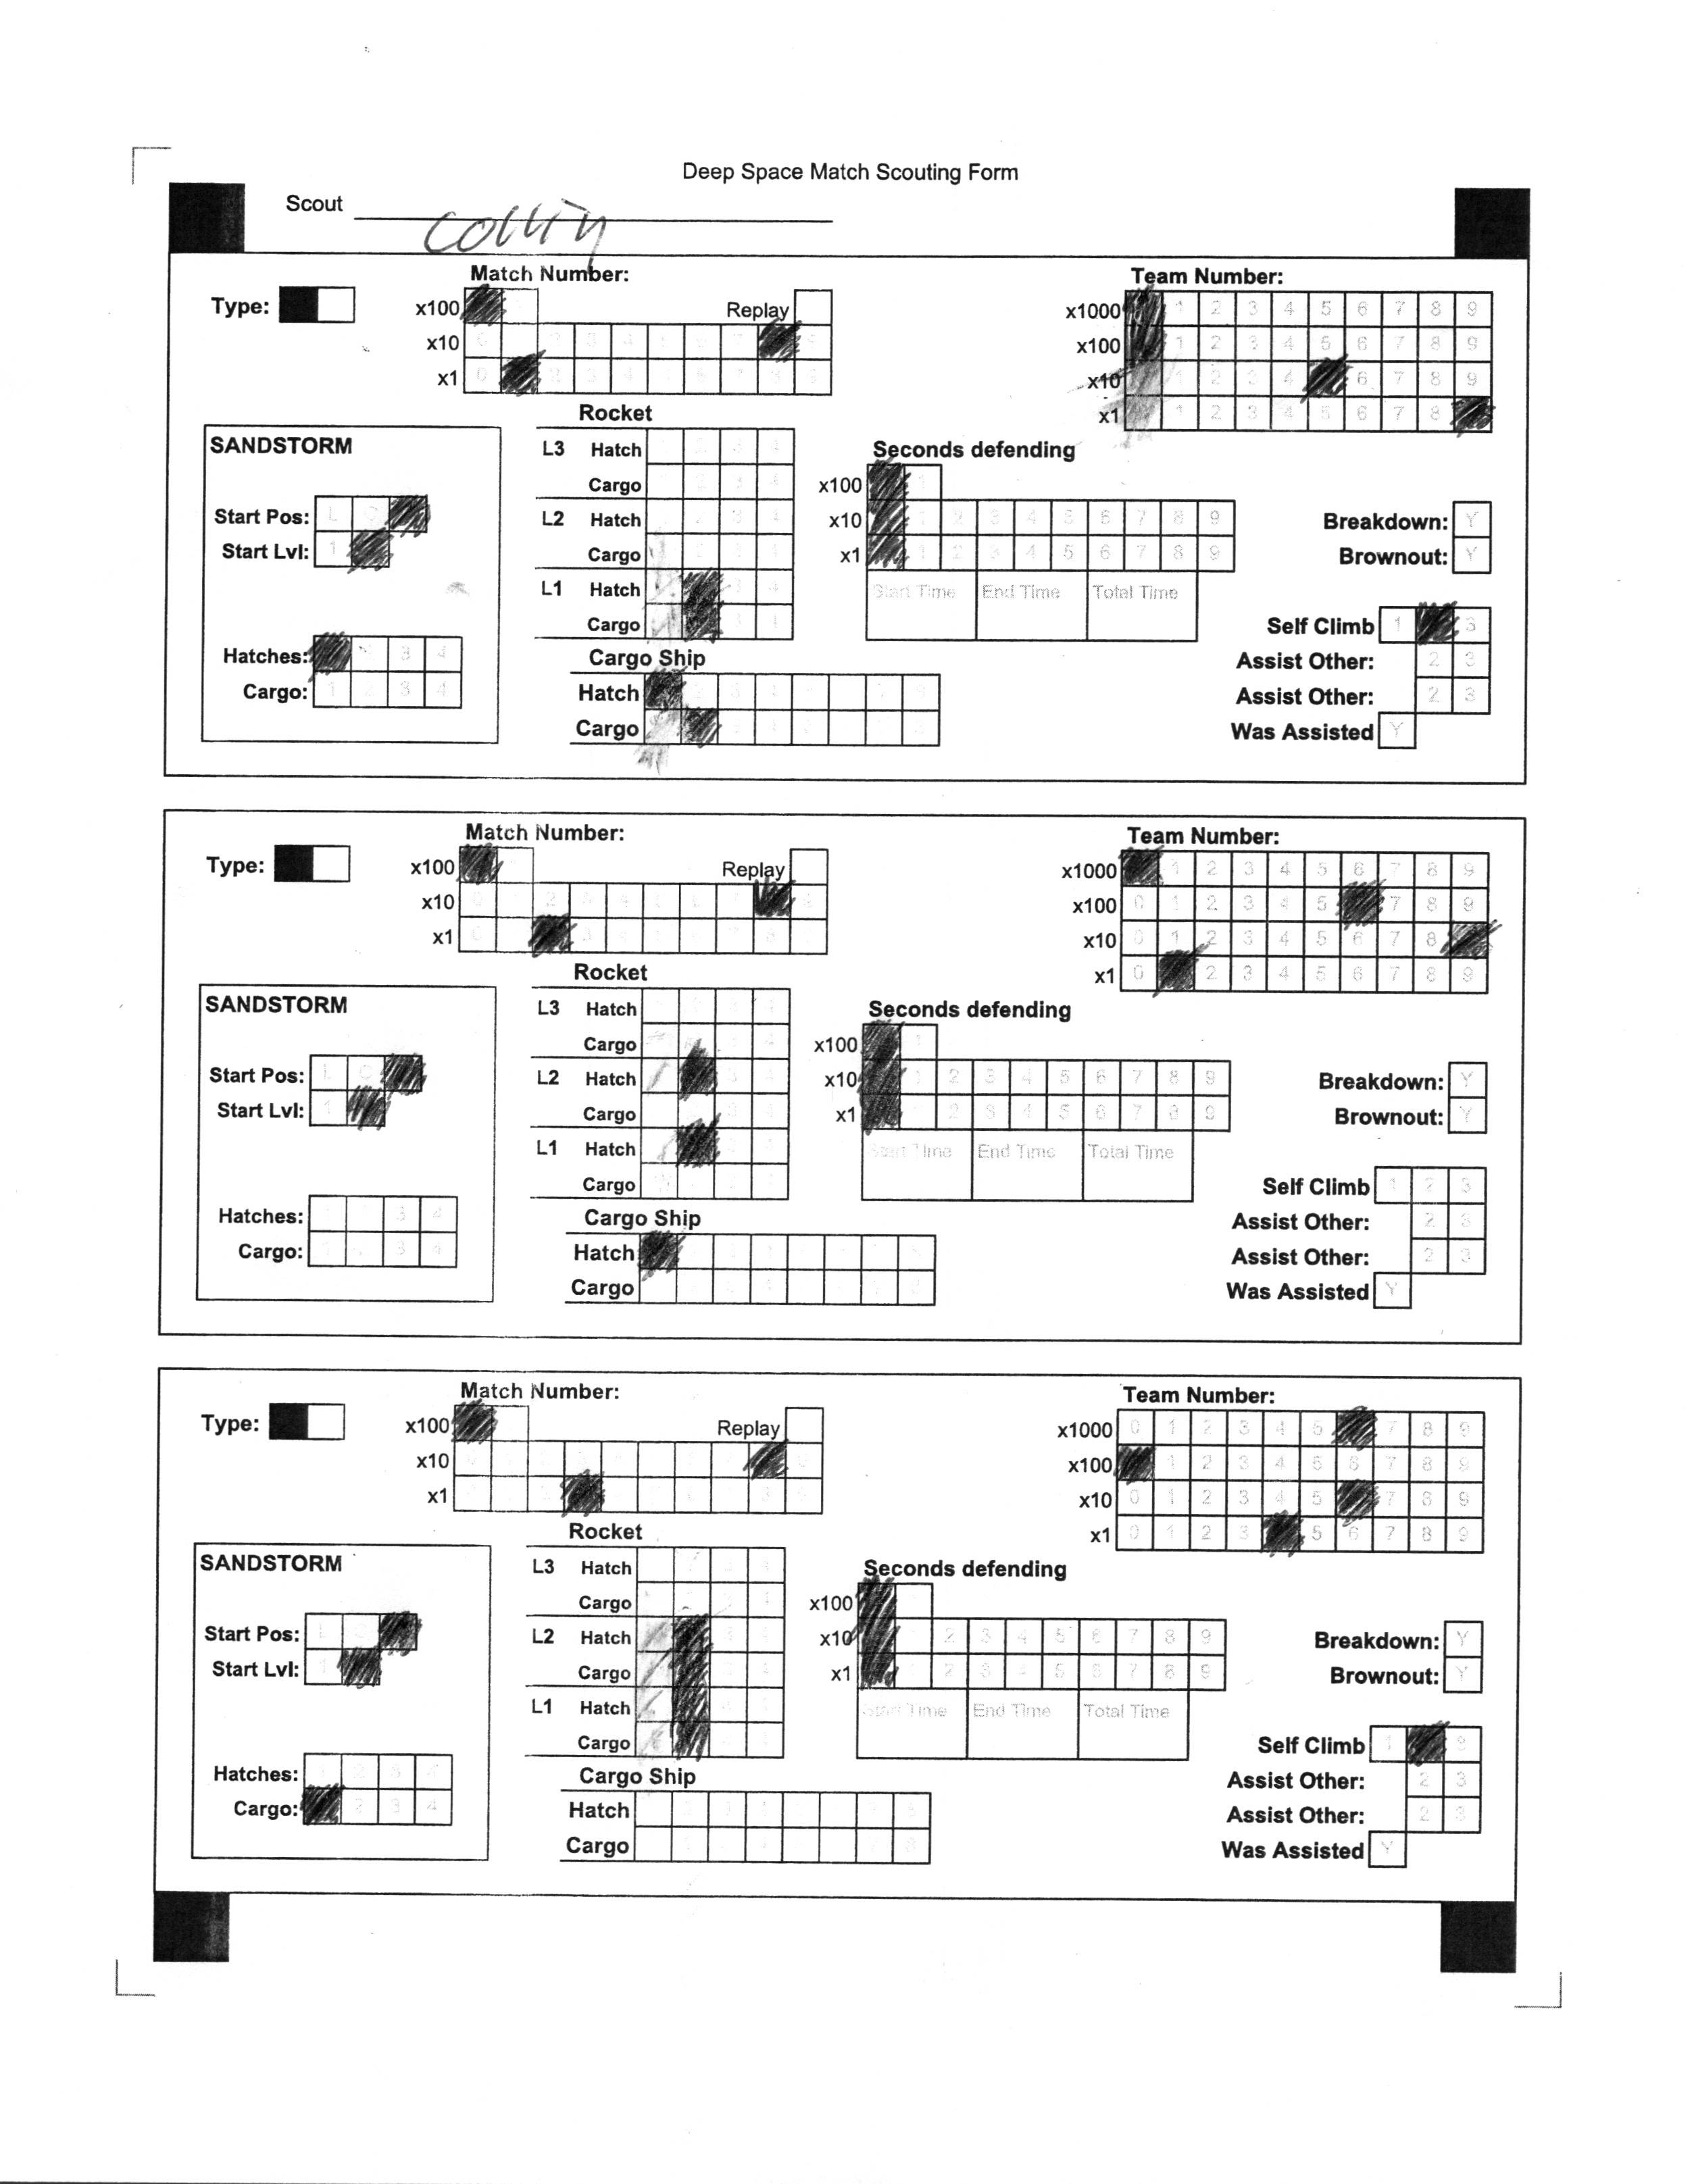 Deep Space Match Scouting Form
Scout Collin
Match Number: Team Number:
Type: x100 Replay x1000 1 2 3 4 5 6 7 8 9
x10 x100 1 2 3 4 5 6 7 8 9
x1 x10 1 2 3 4 6 7 8 9
x1 1 2 3 4 5 6 7 8
Rocket
SANDSTORM L3 Hatch Seconds defending
Cargo x100
Start Pos: L2 Hatch x10 1 2 3 4 5 6 7 8 9 Breakdown: Y
Start Lvl: 1 Cargo x1 1 2 3 4 5 6 7 8 9 Brownout: Y
L1 Hatch Start Time End Time Total Time
Cargo Self Climb 1 3
Hatches: 3 4 Cargo Ship Assist Other: 2 3
Cargo: 1 2 3 4 Hatch Assist Other: 2 3
Cargo Was Assisted Y
Match Number: Team Number:
Type: x100 Replay x1000 1 2 3 4 5 6 7 8 9
x10 x100 0 1 2 3 4 5 7 8 9
x1 x10 0 1 2 3 4 5 6 7 8
x1 0 2 3 4 5 6 7 8 9
Rocket
SANDSTORM L3 Hatch Seconds defending
Cargo x100
Start Pos: L2 Hatch x10 1 2 3 4 5 6 7 8 9 Breakdown: Y
Start Lvl: Cargo x1 2 3 4 5 6 7 8 9 Brownout: Y
L1 Hatch Start Time End Time Total Time
Cargo Self Climb 1 2 3
Hatches: 3 4 Cargo Ship Assist Other: 2 3
Cargo: 3 4 Hatch Assist Other: 2 3
Cargo Was Assisted Y
Match Number: Team Number:
Type: x100 Replay x1000 0 1 2 3 4 5 7 8 9
x10 x100 1 2 3 4 5 6 7 8 9
x1 x10 0 1 2 3 4 5 7 8 9
x1 0 1 2 3 5 6 7 8 9
Rocket
SANDSTORM L3 Hatch Seconds defending
Cargo x100
Start Pos: L2 Hatch x10 2 3 4 5 6 7 8 9 Breakdown: Y
Start Lvl: Cargo x1 2 3 4 5 6 7 8 9 Brownout: Y
L1 Hatch Start Time End Time Total Time
Cargo Self Climb 1 3
Hatches: Cargo Ship Assist Other: 2 3
Cargo: 2 3 4 Hatch Assist Other: 2 3
Cargo Was Assisted Y